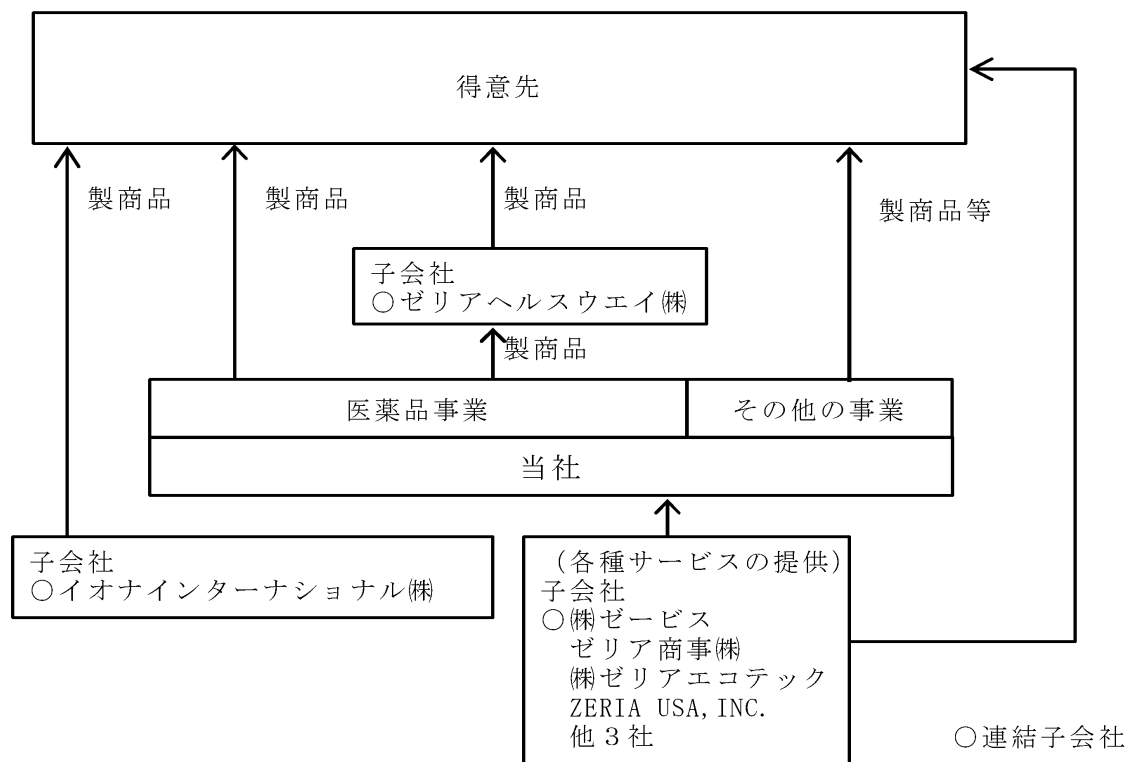 得意先
製商品
製商品
製商品
製商品等
子会社
○ゼリアヘルスウエイ㈱
製商品
医薬品事業
その他の事業
当社
子会社
○イオナインターナショナル㈱
(各種サービスの提供)
子会社
○㈱ゼービス
ゼリア商事㈱
㈱ゼリアエコテック
ZERIA USA,INC.
他3社
○連結子会社